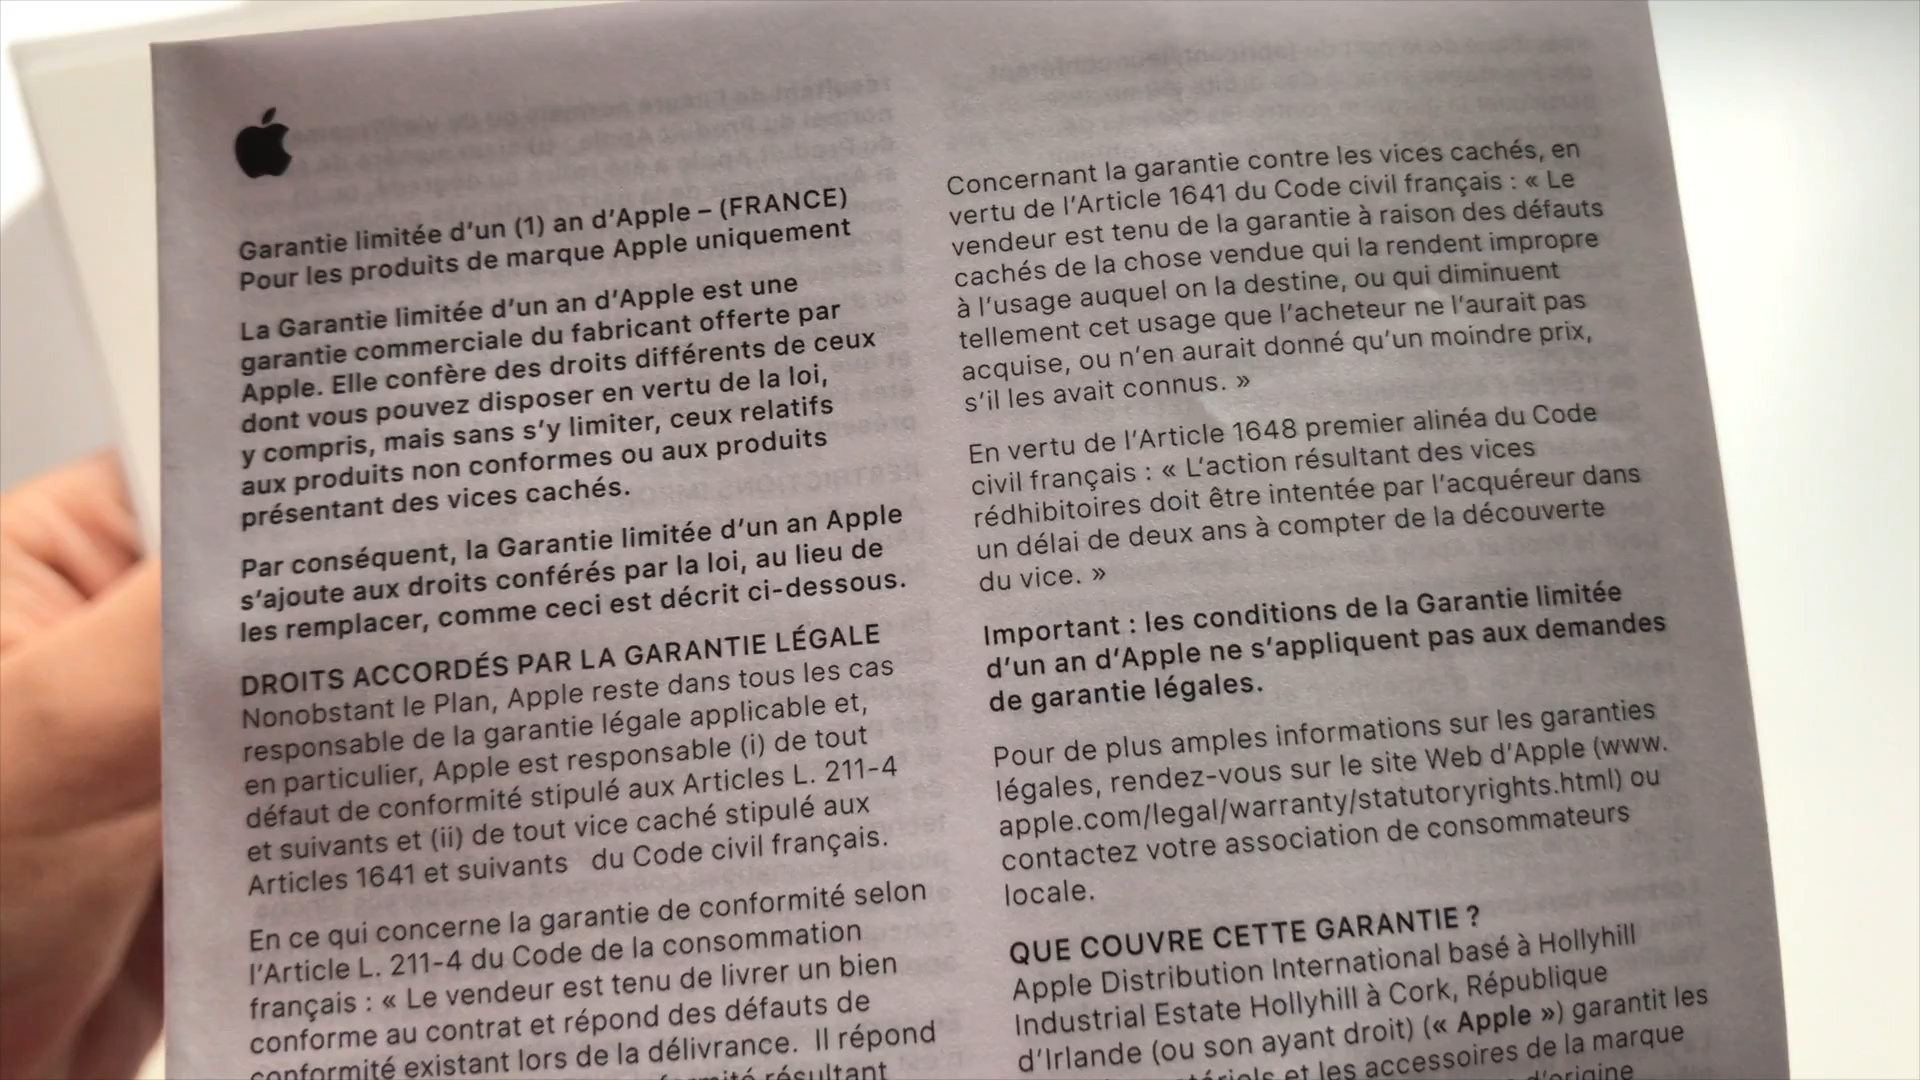 Garantie limitée d'un (1) an d'Apple – (FRANCE)
Pour les produits de marque Apple uniquement
La Garantie limitée d'un an d'Apple est une
garantie commerciale du fabricant offerte par
Apple. Elle confère des droits différents de ceux
dont vous pouvez disposer en vertu de la loi,
y compris, mais sans s'y limiter, ceux relatifs
aux produits non conformes ou aux produits
présentant des vices cachés.
Par conséquent, la Garantie limitée d'un an Apple
s'ajoute aux droits conférés par la loi, au lieu de
les remplacer, comme ceci est décrit ci-dessous.
DROITS ACCORDÉS PAR LA GARANTIE LÉGALE
Nonobstant le Plan, Apple reste dans tous les cas
responsable de la garantie légale applicable et,
en particulier, Apple est responsable (i) de tout
défaut de conformité stipulé aux Articles L. 211-4
et suivants et (ii) de tout vice caché stipulé aux
Articles 1641 et suivants du Code civil français.
En ce qui concerne la garantie de conformité selon
l'Article L. 211-4 du Code de la consommation
français : « Le vendeur est tenu de livrer un bien
conforme au contrat et répond des défauts de
conformité existant lors de la délivrance. Il répond
résultant
Concernant la garantie contre les vices cachés, en
vertu de l'Article 1641 du Code civil français : « Le
vendeur est tenu de la garantie à raison des défauts
cachés de la chose vendue qui la rendent impropre
à l'usage auquel on la destine, ou qui diminuent
tellement cet usage que l'acheteur ne l'aurait pas
acquise, ou n'en aurait donné qu'un moindre prix,
s'il les avait connus. »
En vertu de l'Article 1648 premier alinéa du Code
civil français : « L'action résultant des vices
rédhibitoires doit être intentée par l'acquéreur dans
un délai de deux ans à compter de la découverte
du vice. »
Important : les conditions de la Garantie limitée
d'un an d'Apple ne s'appliquent pas aux demandes
de garantie légales.
Pour de plus amples informations sur les garanties
légales, rendez-vous sur le site Web d'Apple (www.
apple.com/legal/warranty/statutoryrights.html) ou
contactez votre association de consommateurs
locale.
QUE COUVRE CETTE GARANTIE ?
Apple Distribution International basé à Hollyhill
Industrial Estate Hollyhill à Cork, République
d'Irlande (ou son ayant droit) (« Apple ») garantit les
et les accessoires de la marque
d'origine